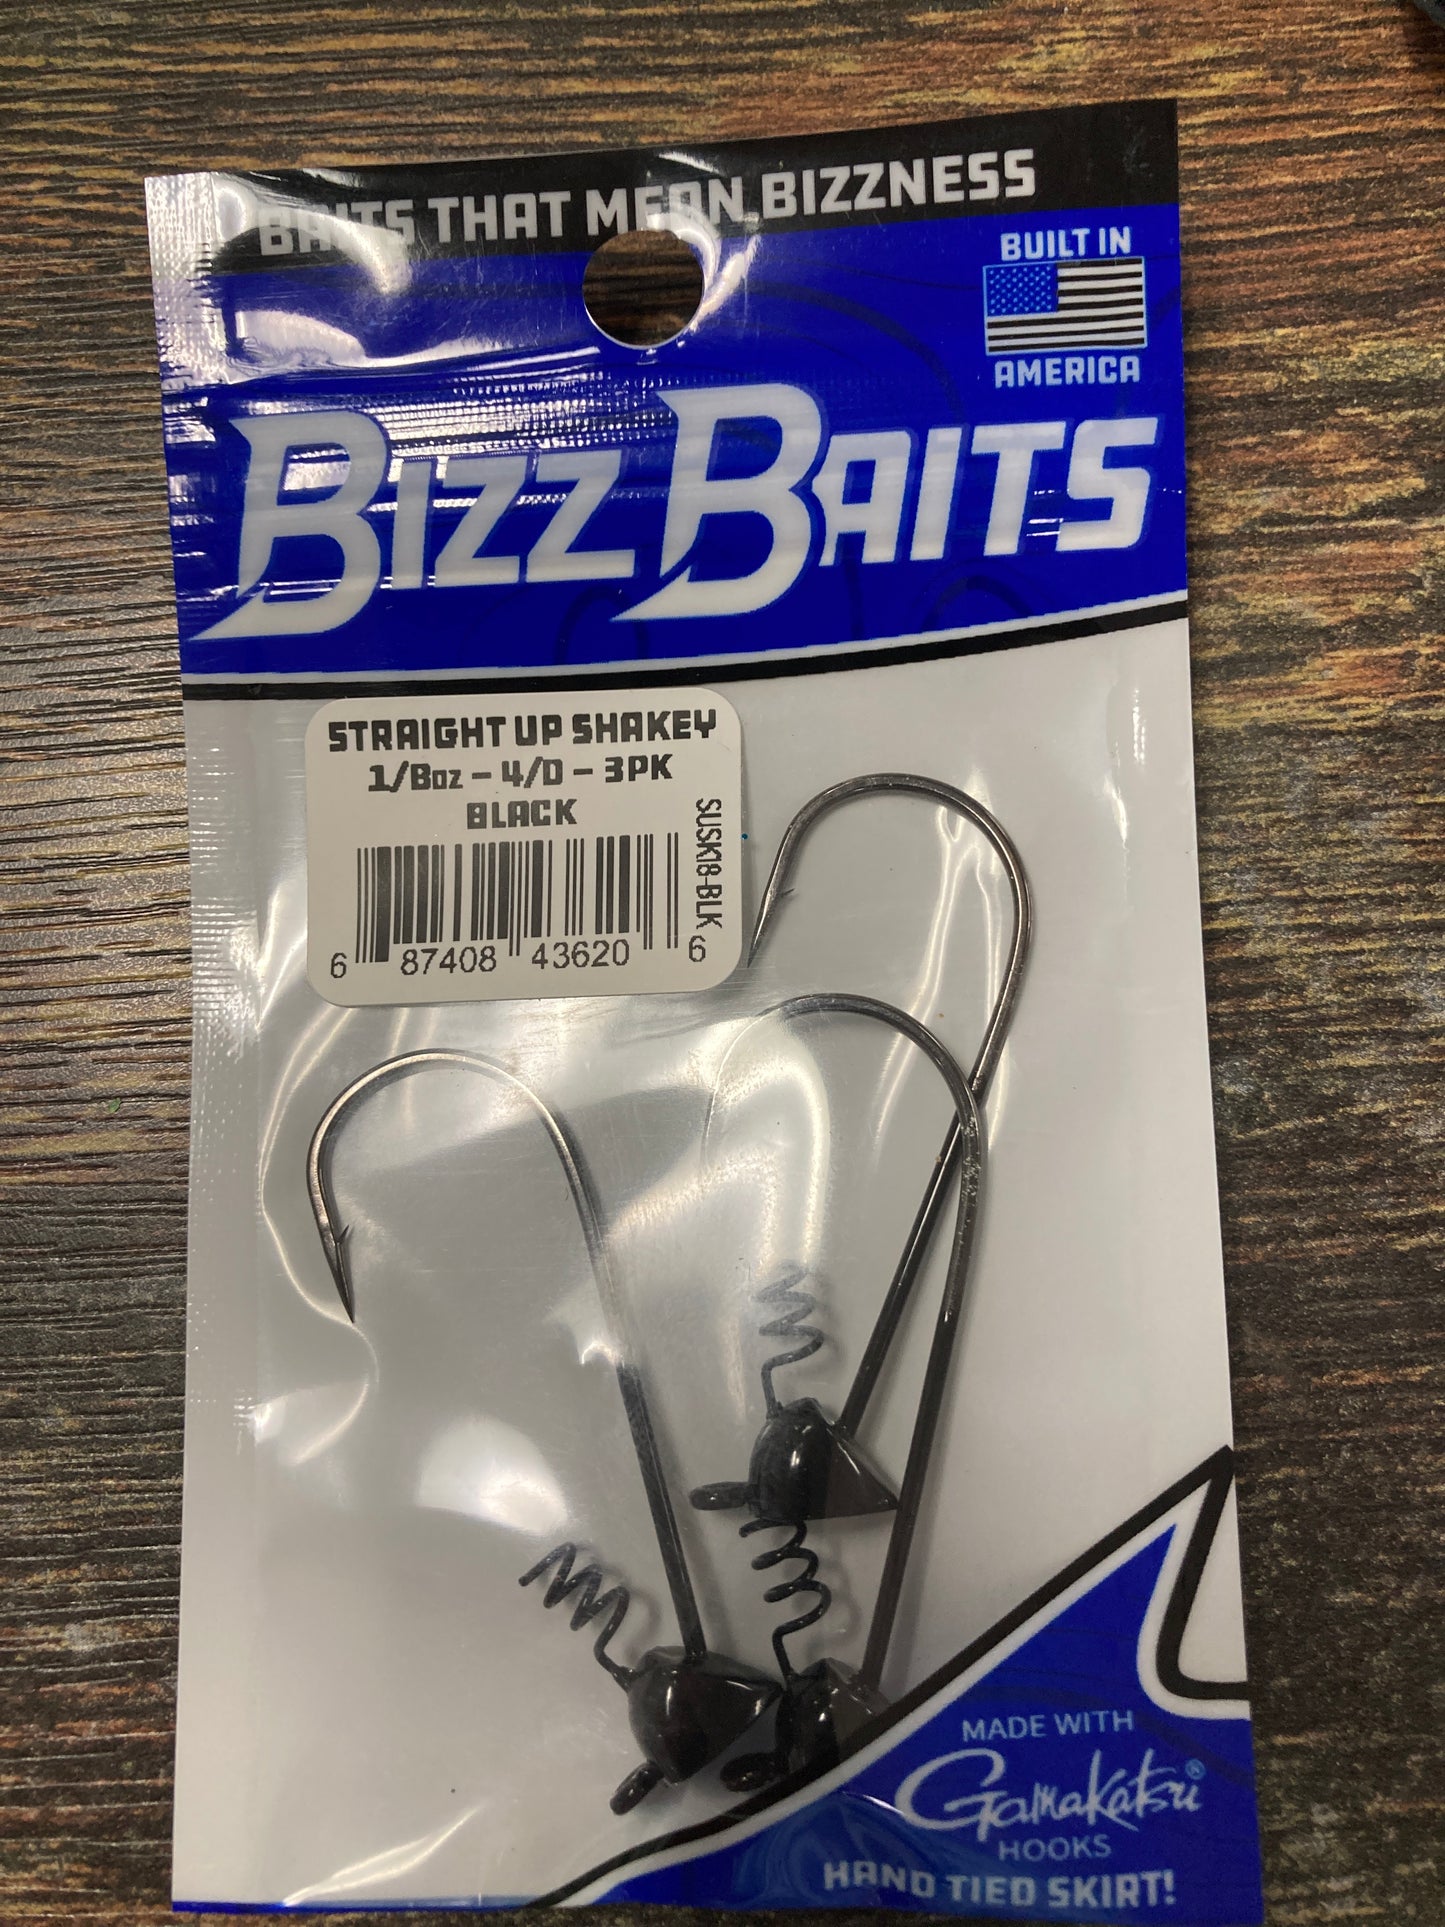 BAITS THAT MEAN BIZZNESS
BUILT IN
AMERICA
BIZZ BAITS
STRAIGHT UP SHAKEY
1/8oz - 4/0 - 3PK
BLACK
SUSK18-BLK
6 87408 43620 6
MADE WITH
Gamakatsu®
HOOKS
HAND TIED SKIRT!